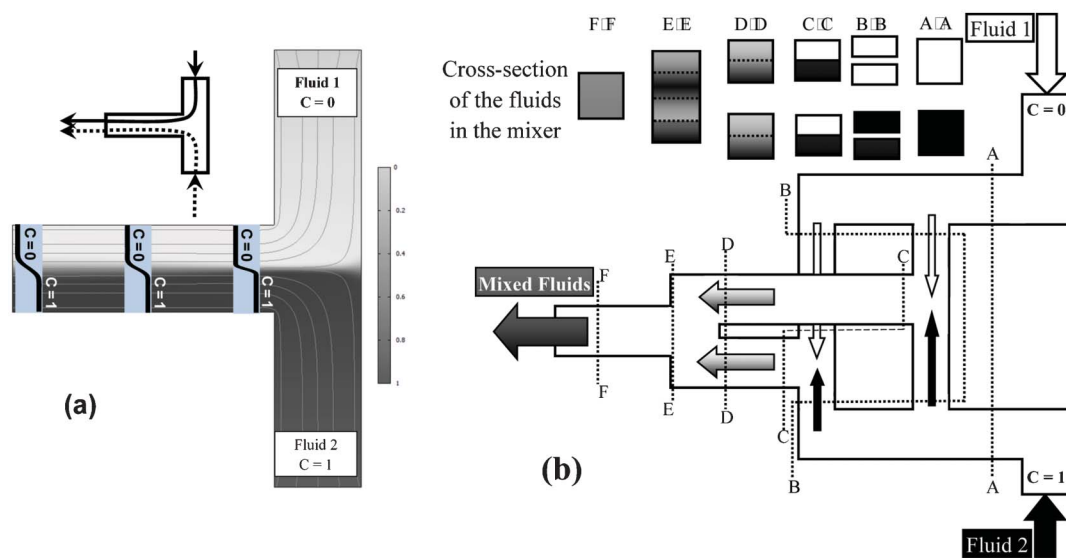 (a)
Fluid 1
C = 0
0
0.2
0.4
0.6
0.8
1
C=0
C=1
C=0
C=1
C=0
C=1
Fluid 2
C = 1
F-F
E-E
D-D
C-C
B-B
A-A
Fluid 1
Cross-section
of the fluids
in the mixer
C=0
A
B
C
D
E
F
Mixed Fluids
F
E
D
C
B
A
C = 1
(b)
Fluid 2